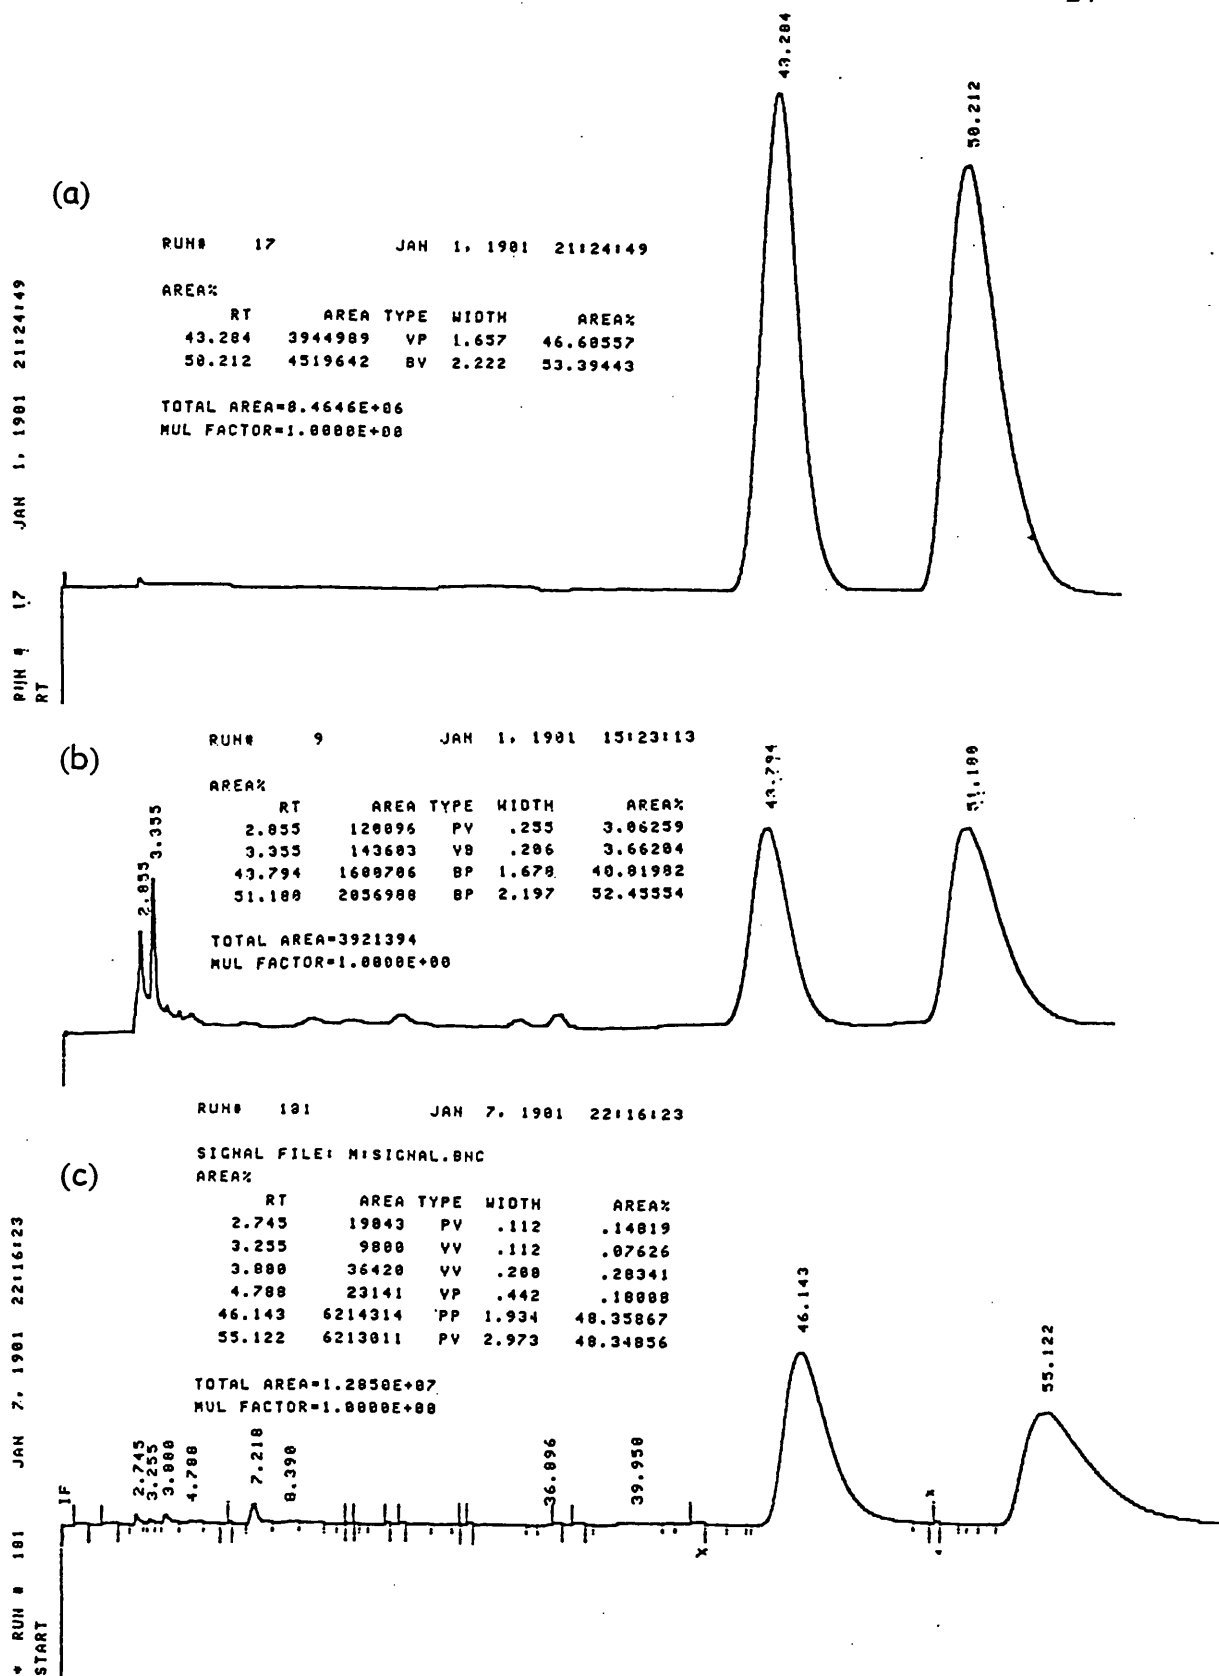 43.284
50.212
(a)
RUN# 17 JAN 1, 1901 21:24:49
AREA%
RT AREA TYPE WIDTH AREA%
43.284 3944989 VP 1.657 46.60557
50.212 4519642 BV 2.222 53.39443
TOTAL AREA=8.4646E+06
MUL FACTOR=1.0000E+00
RUN # 17 JAN 1, 1901 21:24:49
RT
(b)
RUN# 9 JAN 1, 1901 15:23:13
AREA%
RT AREA TYPE WIDTH AREA%
2.855 120096 PV .255 3.06259
3.355 143603 VB .286 3.66204
43.794 1600706 BP 1.678 40.81982
51.180 2056988 BP 2.197 52.45554
TOTAL AREA=3921394
MUL FACTOR=1.0000E+00
2.855
3.355
43.794
51.180
(c)
RUN# 101 JAN 7, 1901 22:16:23
SIGNAL FILE: M:SIGNAL.BNC
AREA%
RT AREA TYPE WIDTH AREA%
2.745 19043 PV .112 .14819
3.255 9800 VV .112 .07626
3.880 36420 VV .288 .28341
4.788 23141 VP .442 .18008
46.143 6214314 PP 1.934 48.35867
55.122 6213011 PV 2.973 48.34856
TOTAL AREA=1.2850E+07
MUL FACTOR=1.0000E+00
IF
2.745
3.255
3.880
4.788
7.218
8.390
36.896
39.950
46.143
55.122
* RUN # 101 JAN 7, 1901 22:16:23
START